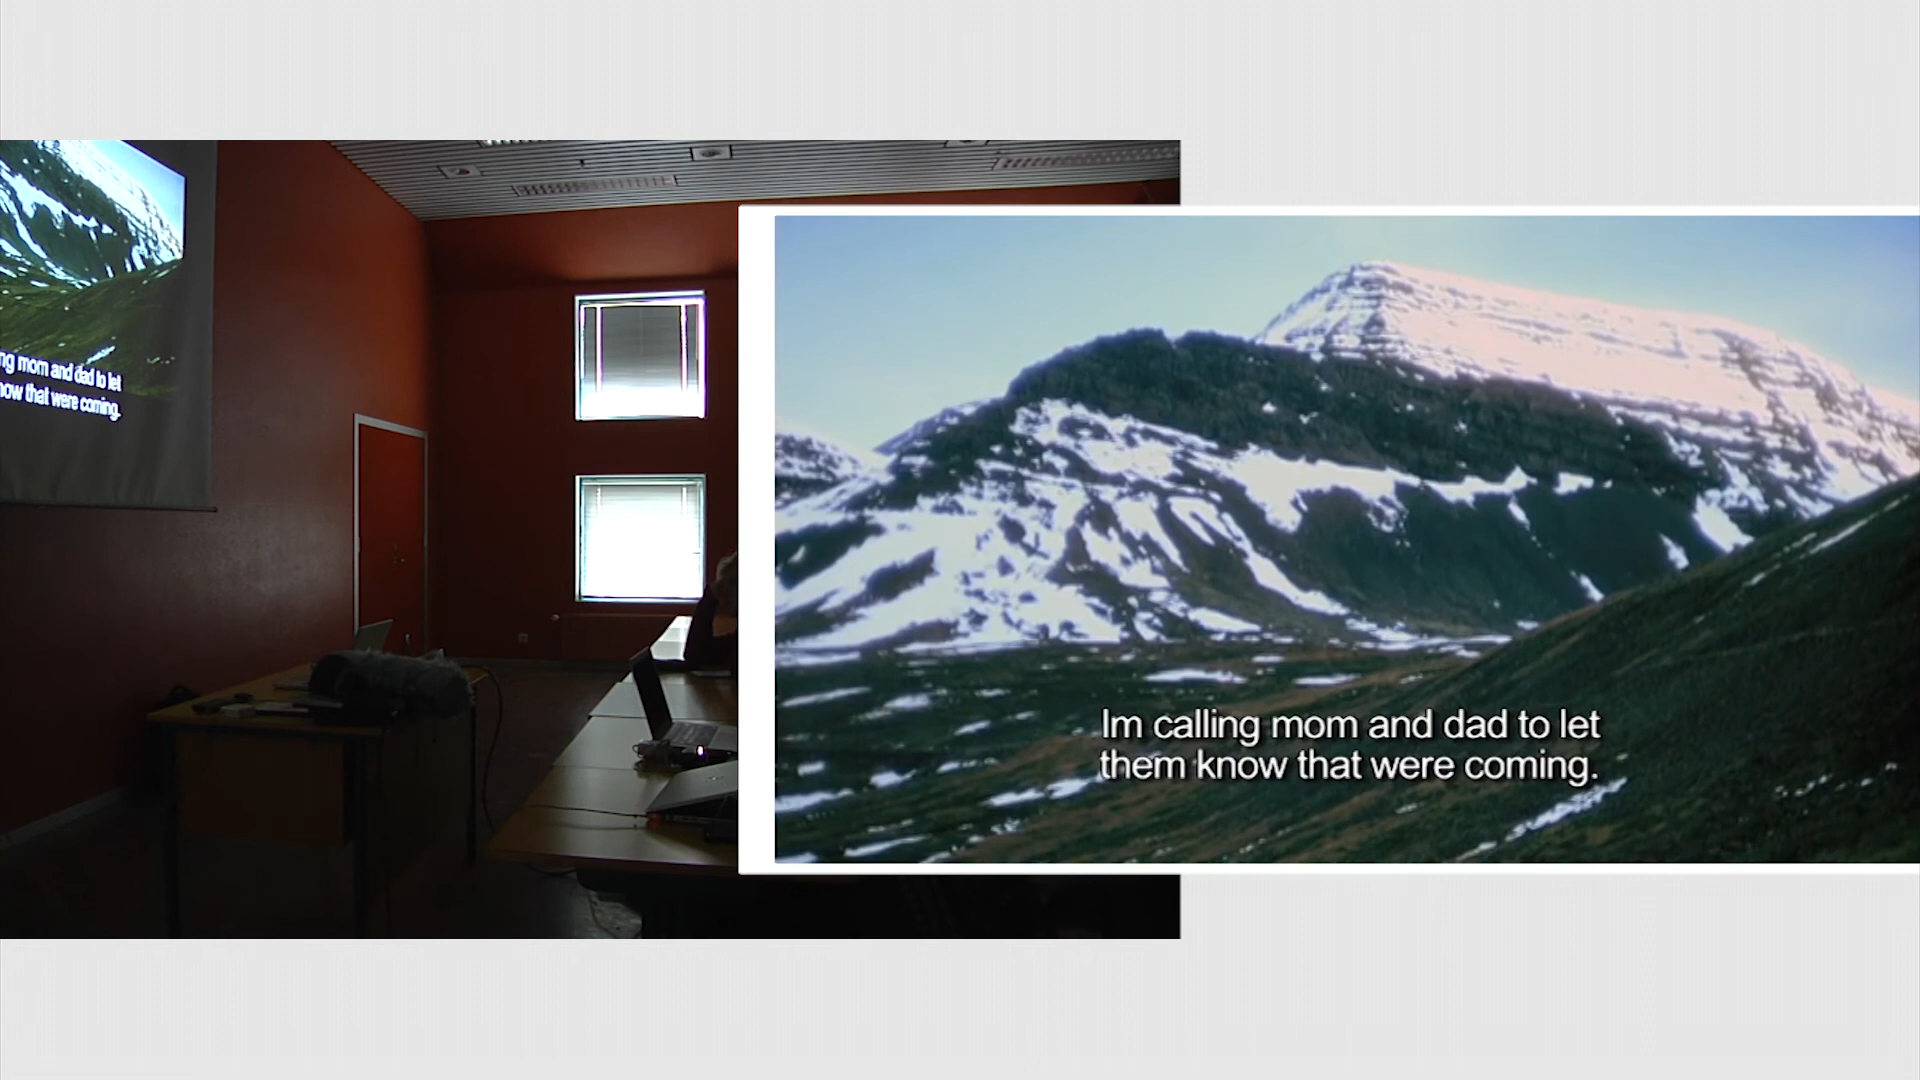 ng mom and dad to let
now that were coming.
Im calling mom and dad to let
them know that were coming.